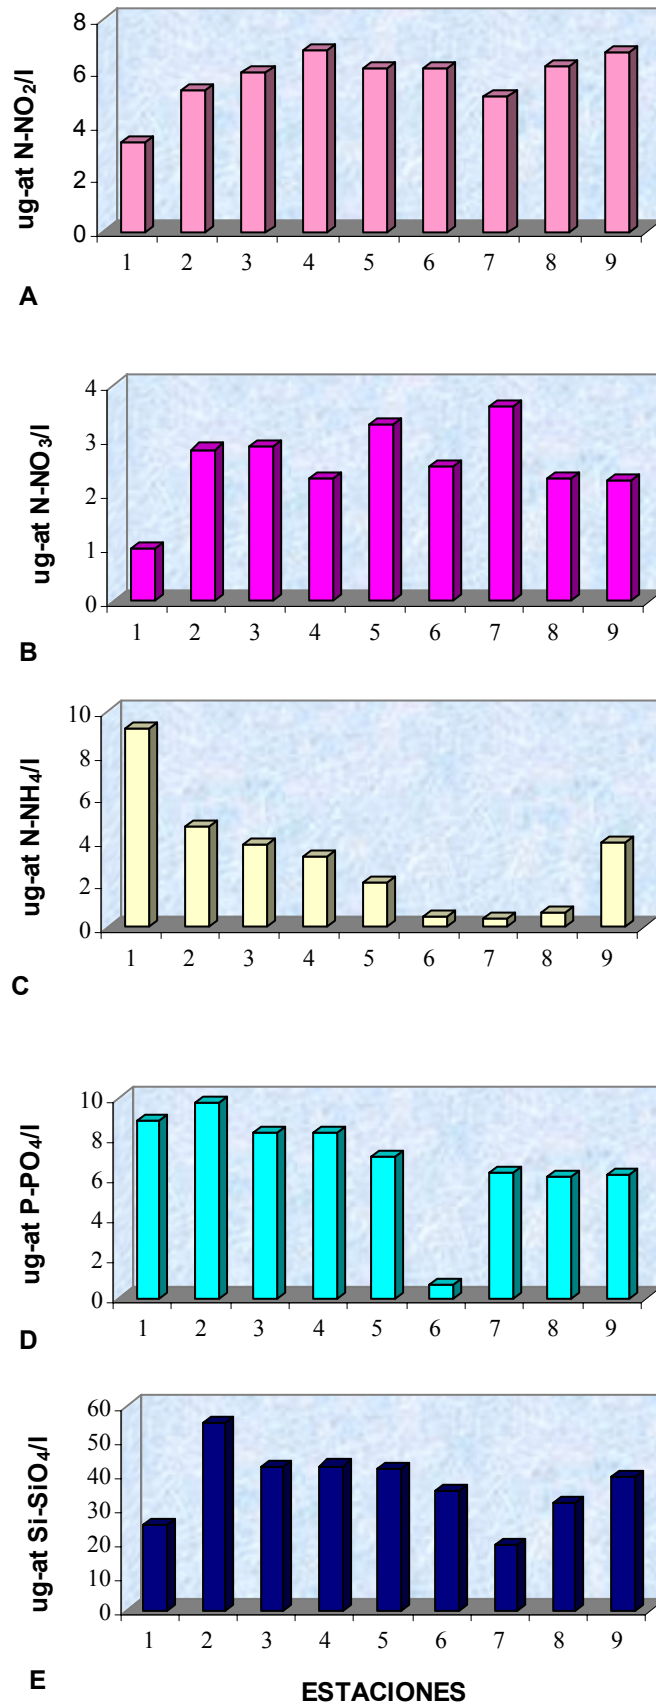 ug-at N-NO2/l
8
6
4
2
0
1 2 3 4 5 6 7 8 9
A
ug-at N-NO3/l
4
3
2
1
0
1 2 3 4 5 6 7 8 9
B
ug-at N-NH4/l
10
8
6
4
2
0
1 2 3 4 5 6 7 8 9
C
ug-at P-PO4/l
10
8
6
4
2
0
1 2 3 4 5 6 7 8 9
D
ug-at Si-SiO4/l
60
50
40
30
20
10
0
1 2 3 4 5 6 7 8 9
E
ESTACIONES